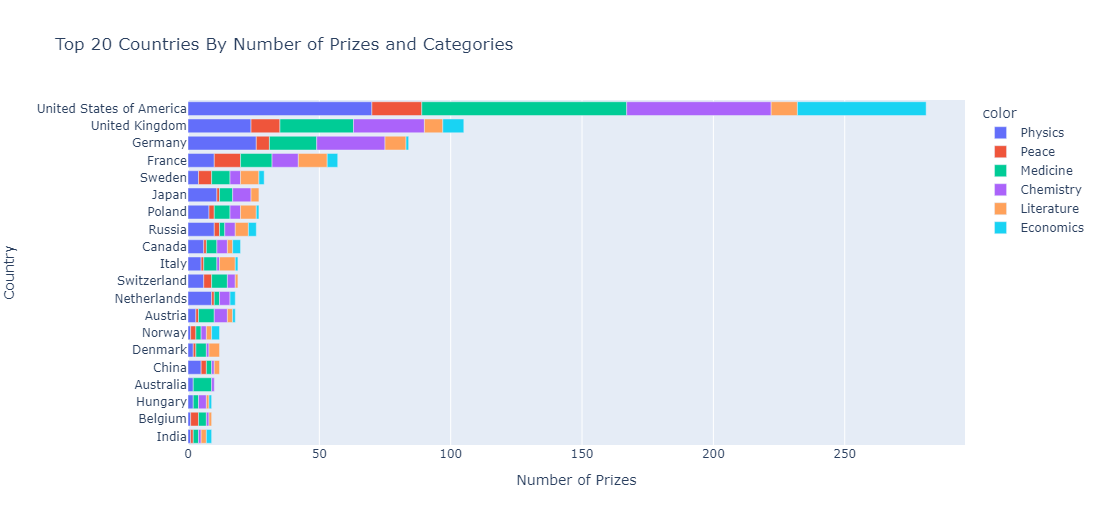 Top 20 Countries By Number of Prizes and Categories
United States of America
United Kingdom
Germany
France
Sweden
Japan
Poland
Russia
Canada
Italy
Switzerland
Netherlands
Austria
Norway
Denmark
China
Australia
Hungary
Belgium
India
Country
0 50 100 150 200 250
Number of Prizes
color
Physics
Peace
Medicine
Chemistry
Literature
Economics